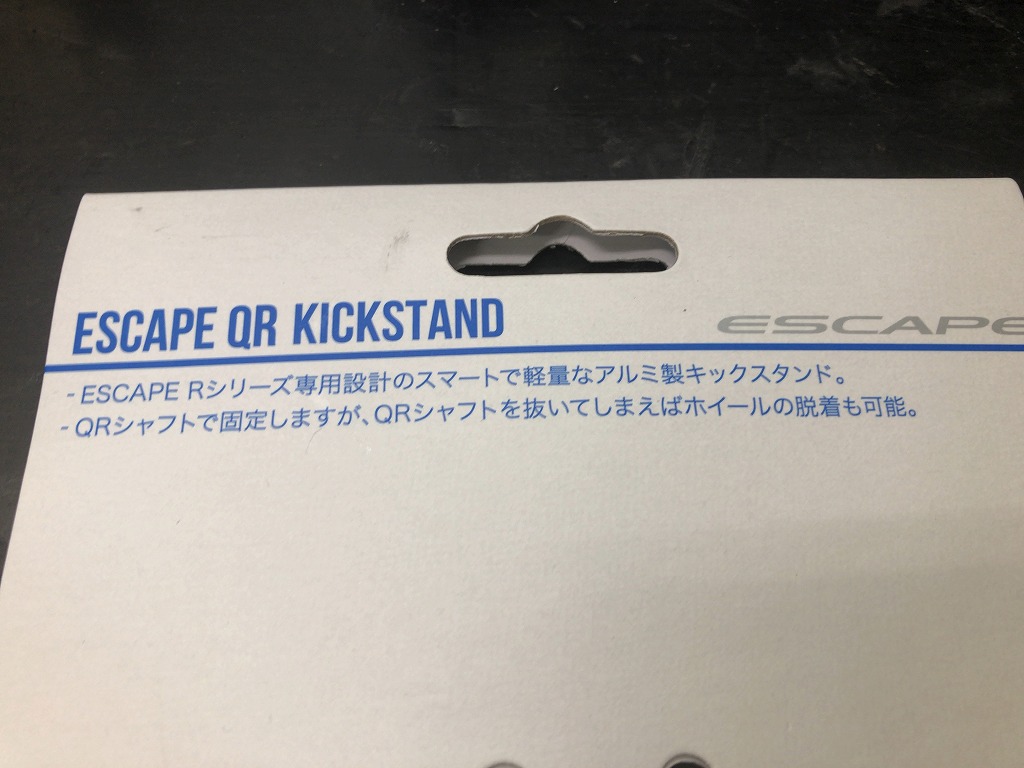 ESCAPE QR KICKSTAND
ESCAPE
- ESCAPE Rシリーズ専用設計のスマートで軽量なアルミ製キックスタンド。
- QRシャフトで固定しますが、QRシャフトを抜いてしまえばホイールの脱着も可能。